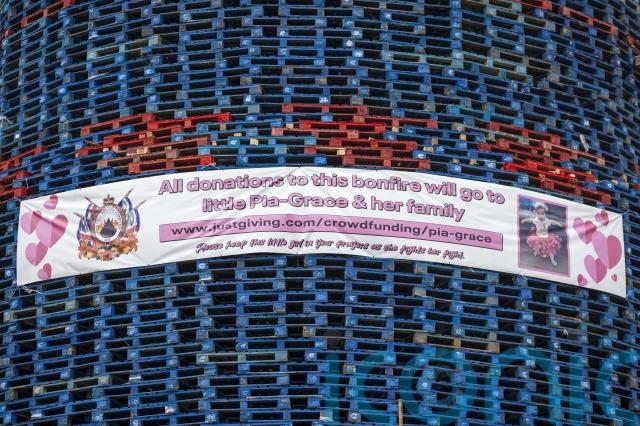 All donations to this bonfire will go to
little Pia-Grace & her family
www.justgiving.com/crowdfunding/pia-grace
Please keep this little girl in your prayers as she fights her fight.
iconic